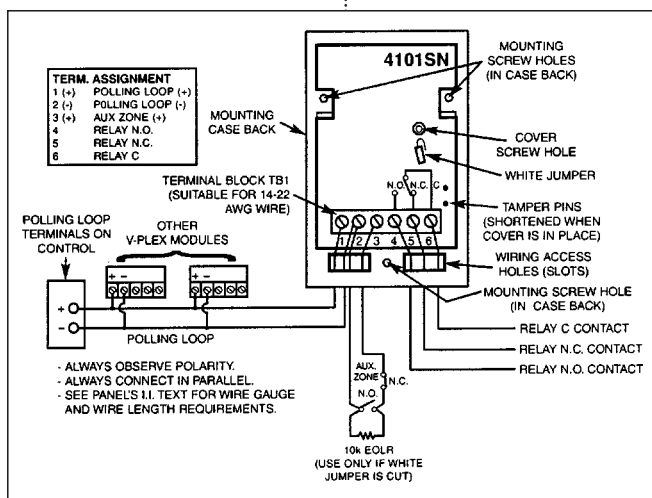 4101SN
MOUNTING
SCREW HOLES
(IN CASE BACK)
TERM. ASSIGNMENT
1 (+) POLLING LOOP (+)
2 (-) POLLING LOOP (-)
3 (+) AUX ZONE (+)
4 RELAY N.O.
5 RELAY N.C.
6 RELAY C
MOUNTING
CASE BACK
COVER
SCREW HOLE
WHITE JUMPER
TERMINAL BLOCK TB1
(SUITABLE FOR 14-22
AWG WIRE)
N.O. N.C. C
TAMPER PINS
(SHORTENED WHEN
COVER IS IN PLACE)
POLLING LOOP
TERMINALS ON
CONTROL
OTHER
V-PLEX MODULES
1 2 3 4 5 6
WIRING ACCESS
HOLES (SLOTS)
+ - + -
MOUNTING SCREW HOLE
(IN CASE BACK)
+
-
POLLING LOOP
RELAY C CONTACT
RELAY N.C. CONTACT
RELAY N.O. CONTACT
- ALWAYS OBSERVE POLARITY.
- ALWAYS CONNECT IN PARALLEL.
- SEE PANEL'S I.I. TEXT FOR WIRE GAUGE
AND WIRE LENGTH REQUIREMENTS.
AUX.
ZONE
N.C.
N.O.
10k EOLR
(USE ONLY IF WHITE
JUMPER IS CUT)